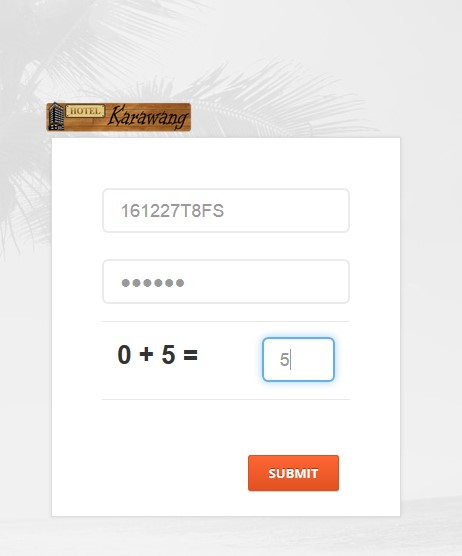 HOTEL Karawang
161227T8FS
••••••
0 + 5 =
5
SUBMIT